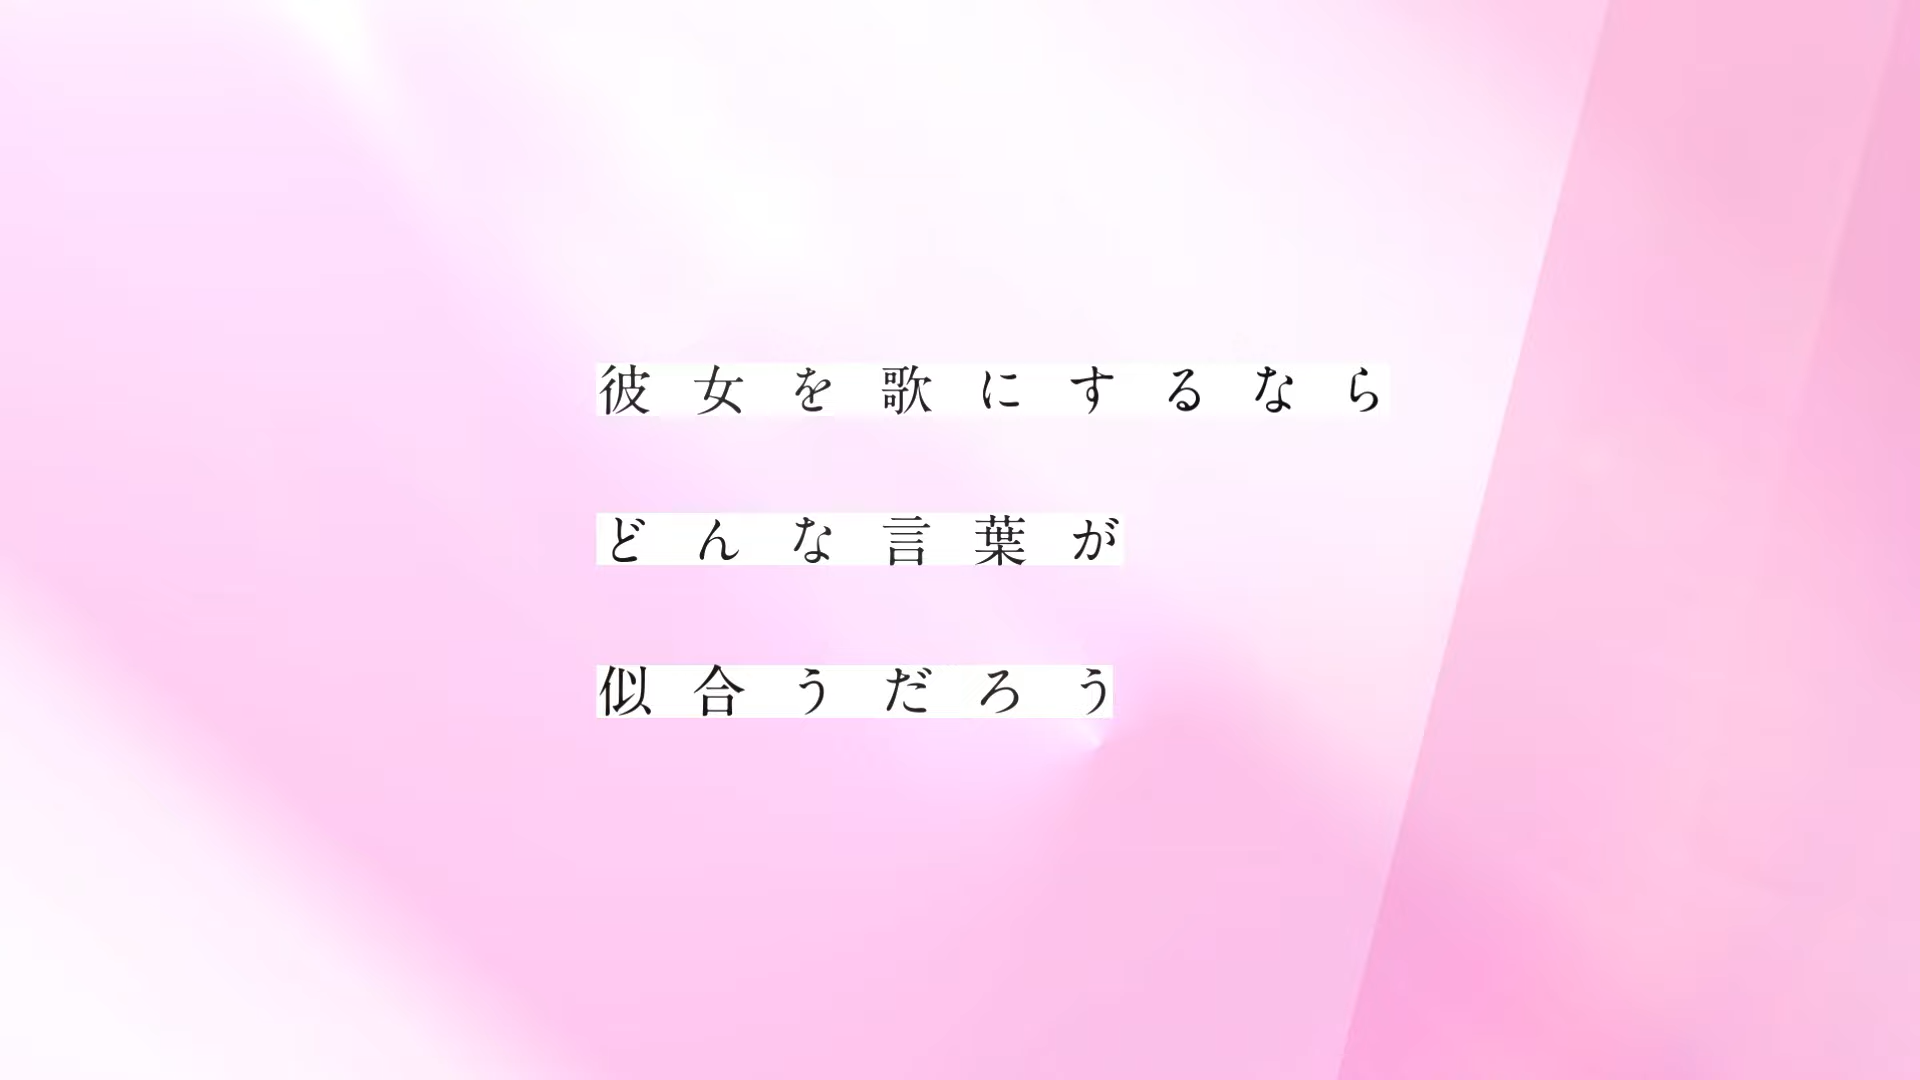 彼女を歌にするなら
どんな言葉が
似合うだろう